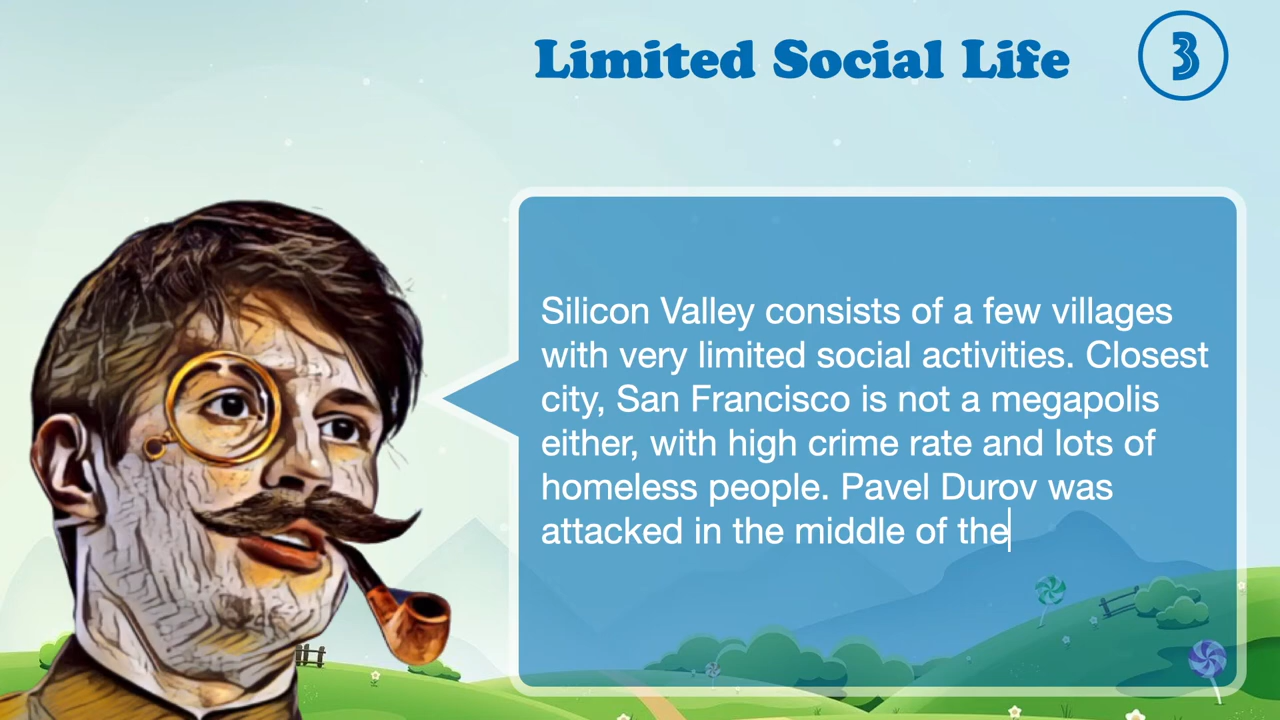 Limited Social Life
3
Silicon Valley consists of a few villages
with very limited social activities. Closest
city, San Francisco is not a megapolis
either, with high crime rate and lots of
homeless people. Pavel Durov was
attacked in the middle of the